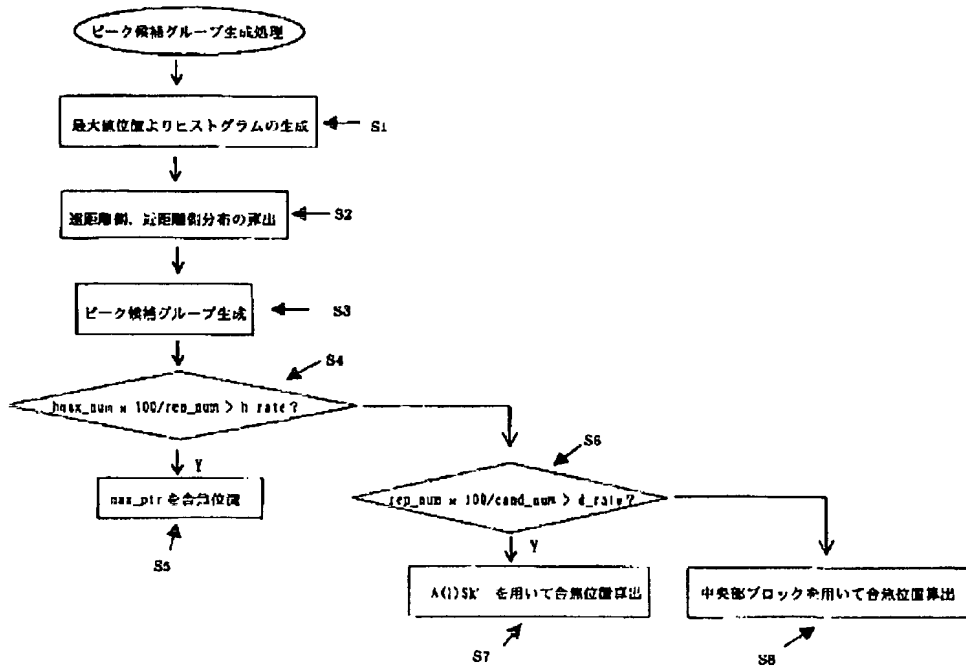 ピーク候補グループ生成処理
最大値位置よりヒストグラムの生成
S1
遠距離側、近距離側分布の算出
S2
ピーク候補グループ生成
S3
S4
hmax_num × 100/rep_num > h_rate?
Y
max_ptr を合焦位置
S5
S6
rep_num × 100/cand_num > d_rate?
Y
を用いて合焦位置算出
S7
中央部ブロックを用いて合焦位置算出
S8